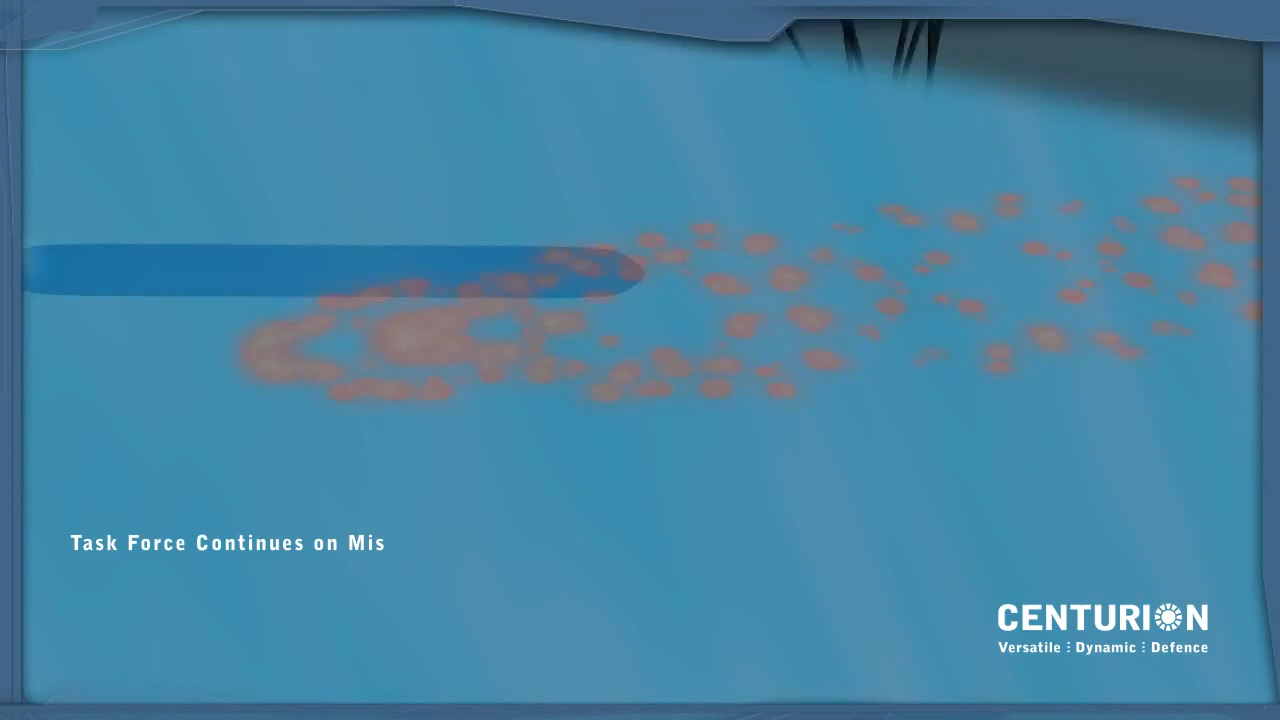 Task Force Continues on Mis
CENTURION
Versatile ⋮ Dynamic ⋮ Defence